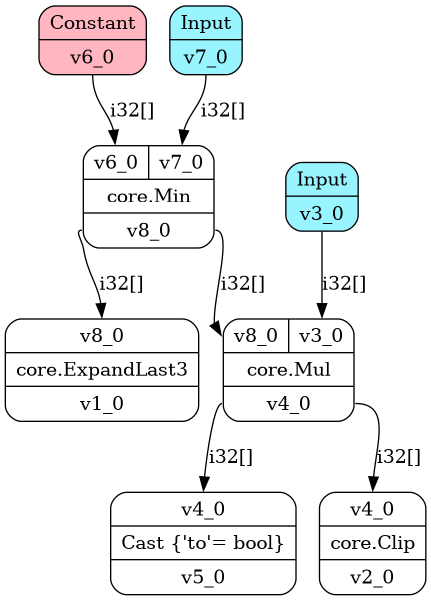 Constant
v6_0
Input
v7_0
i32[]
i32[]
v6_0
v7_0
core.Min
v8_0
Input
v3_0
i32[]
i32[]
i32[]
v8_0
core.ExpandLast3
v1_0
v8_0
v3_0
core.Mul
v4_0
i32[]
i32[]
v4_0
Cast {'to'= bool}
v5_0
v4_0
core.Clip
v2_0